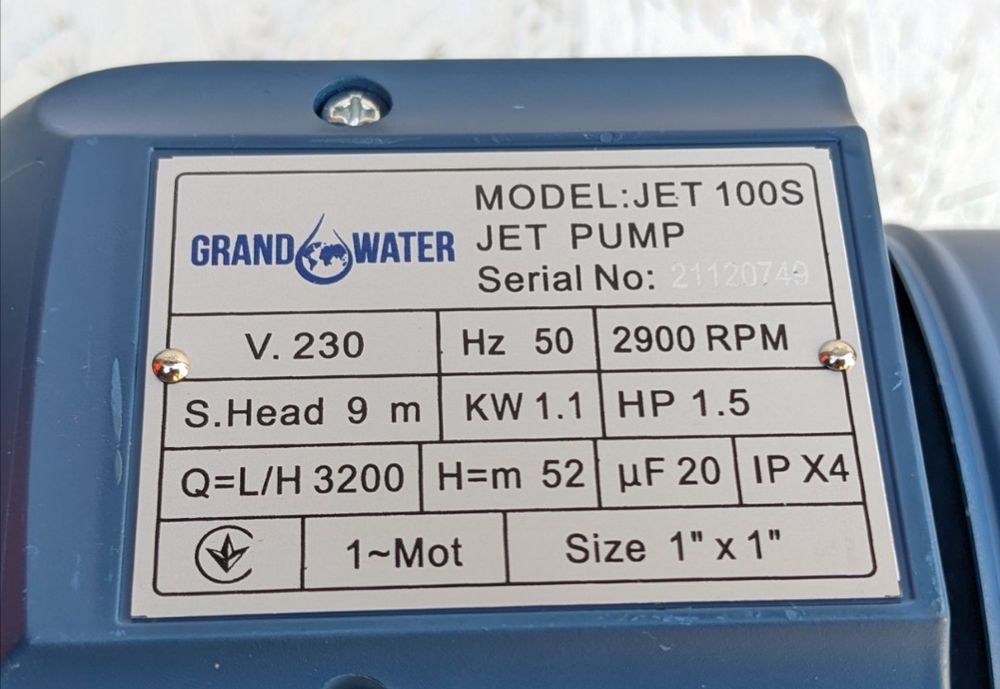 GRAND WATER
MODEL:JET 100S
JET PUMP
Serial No: 21120749
V. 230 Hz 50 2900 RPM
S.Head 9 m KW 1.1 HP 1.5
Q=L/H 3200 H=m 52 µF 20 IP X4
1~Mot Size 1" x 1"